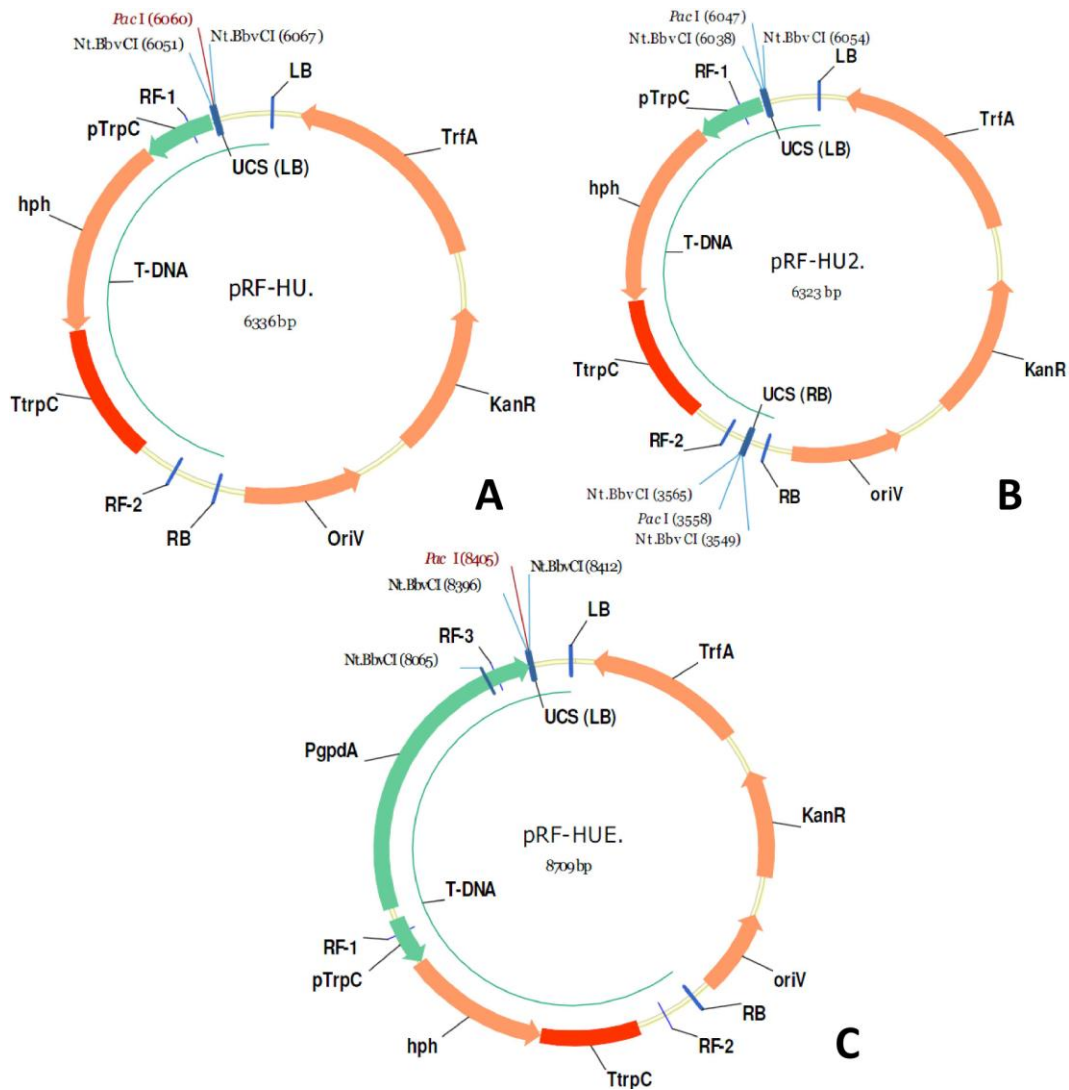 Pac I (6060)
Nt.BbvCI (6051)
Nt.BbvCI (6067)
LB
RF-1
pTrpC
UCS (LB)
TrfA
hph
T-DNA
pRF-HU.
6336 bp
TtrpC
KanR
RF-2
RB
OriV
A
Pac I (6047)
Nt.BbvCI (6038)
Nt.BbvCI (6054)
LB
RF-1
pTrpC
UCS (LB)
TrfA
hph
T-DNA
pRF-HU2.
6323 bp
TtrpC
KanR
UCS (RB)
RF-2
RB
oriV
Nt.BbvCI (3565)
Pac I (3558)
Nt.BbvCI (3549)
B
Pac I (8405)
Nt.BbvCI (8396)
Nt.BbvCI (8412)
LB
RF-3
Nt.BbvCI (8065)
TrfA
UCS (LB)
PgpdA
KanR
pRF-HUE.
8709 bp
T-DNA
RF-1
pTrpC
oriV
RB
hph
RF-2
TtrpC
C